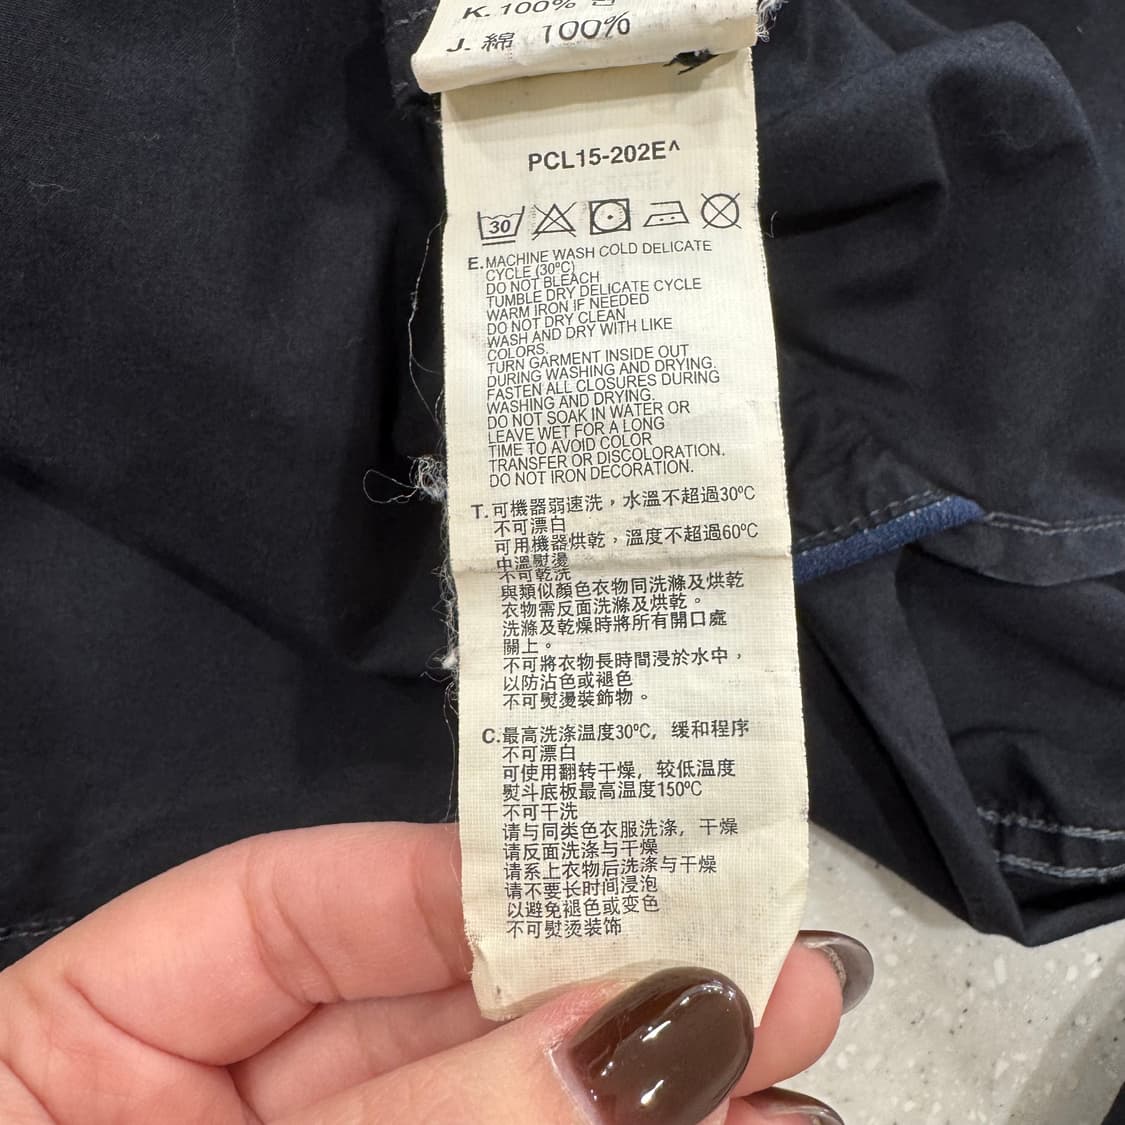 K. 100%
J. 綿 100%
PCL15-202E^
30
E. MACHINE WASH COLD DELICATE
CYCLE (30ºC)
DO NOT BLEACH
TUMBLE DRY DELICATE CYCLE
WARM IRON IF NEEDED
DO NOT DRY CLEAN
WASH AND DRY WITH LIKE
COLORS.
TURN GARMENT INSIDE OUT
DURING WASHING AND DRYING.
FASTEN ALL CLOSURES DURING
WASHING AND DRYING.
DO NOT SOAK IN WATER OR
LEAVE WET FOR A LONG
TIME TO AVOID COLOR
TRANSFER OR DISCOLORATION.
DO NOT IRON DECORATION.
T. 可機器弱速洗，水溫不超過30ºC
不可漂白
可用機器烘乾，溫度不超過60ºC
中溫熨燙
不可乾洗
與類似顏色衣物同洗滌及烘乾
衣物需反面洗滌及烘乾。
洗滌及乾燥時將所有開口處
關上。
不可將衣物長時間浸於水中，
以防沾色或褪色
不可熨燙裝飾物。
C. 最高洗涤温度30ºC, 缓和程序
不可漂白
可使用翻转干燥, 较低温度
熨斗底板最高温度150ºC
不可干洗
请与同类色衣服洗涤, 干燥
请反面洗涤与干燥
请系上衣物后洗涤与干燥
请不要长时间浸泡
以避免褪色或变色
不可熨烫装饰